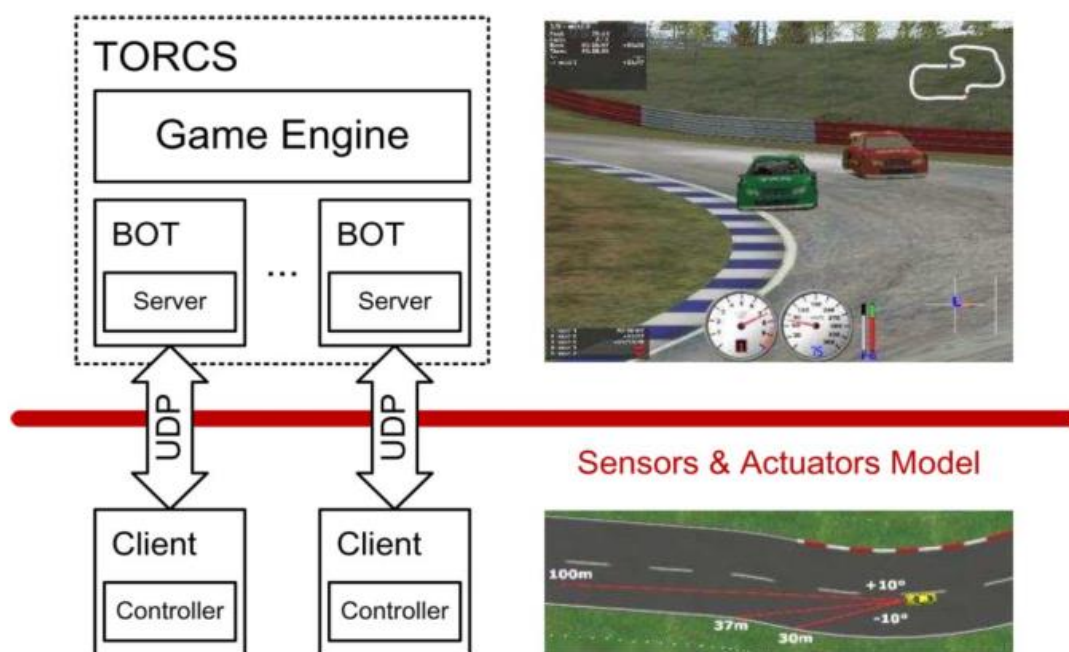 TORCS
Game Engine
BOT
Server
...
BOT
Server
UDP
UDP
Sensors & Actuators Model
Client
Controller
Client
Controller
100m
+10°
-10°
37m
30m
75